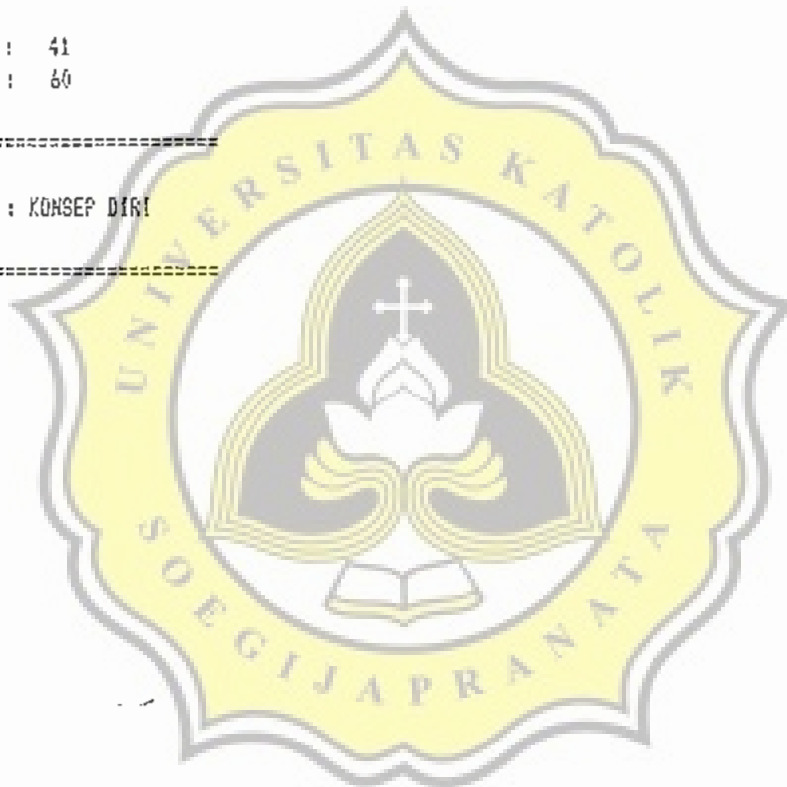 : 41
: 60
=========================
: KONSEP DIRI
=========================
UNIVERSITAS KATOLIK
SOEGIJAPRANATA